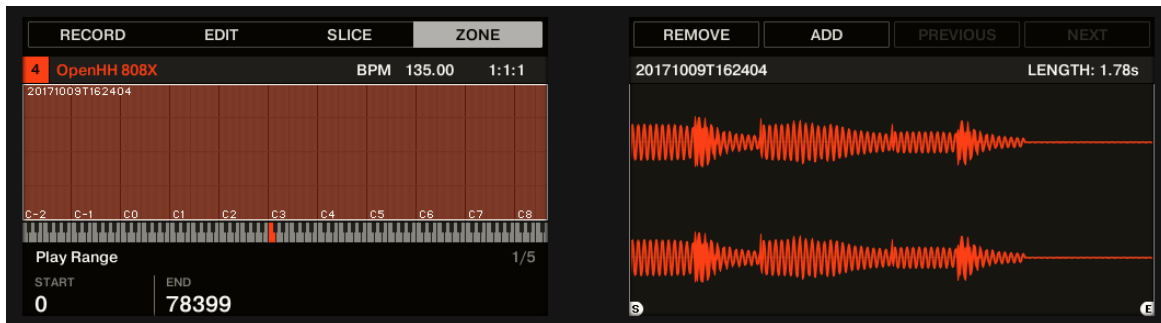 RECORD EDIT SLICE ZONE
4 OpenHH 808X BPM 135.00 1:1:1
20171009T162404
C-2 C-1 C0 C1 C2 C3 C4 C5 C6 C7 C8
Play Range 1/5
START END
0 78399
REMOVE ADD PREVIOUS NEXT
20171009T162404 LENGTH: 1.78s
S E